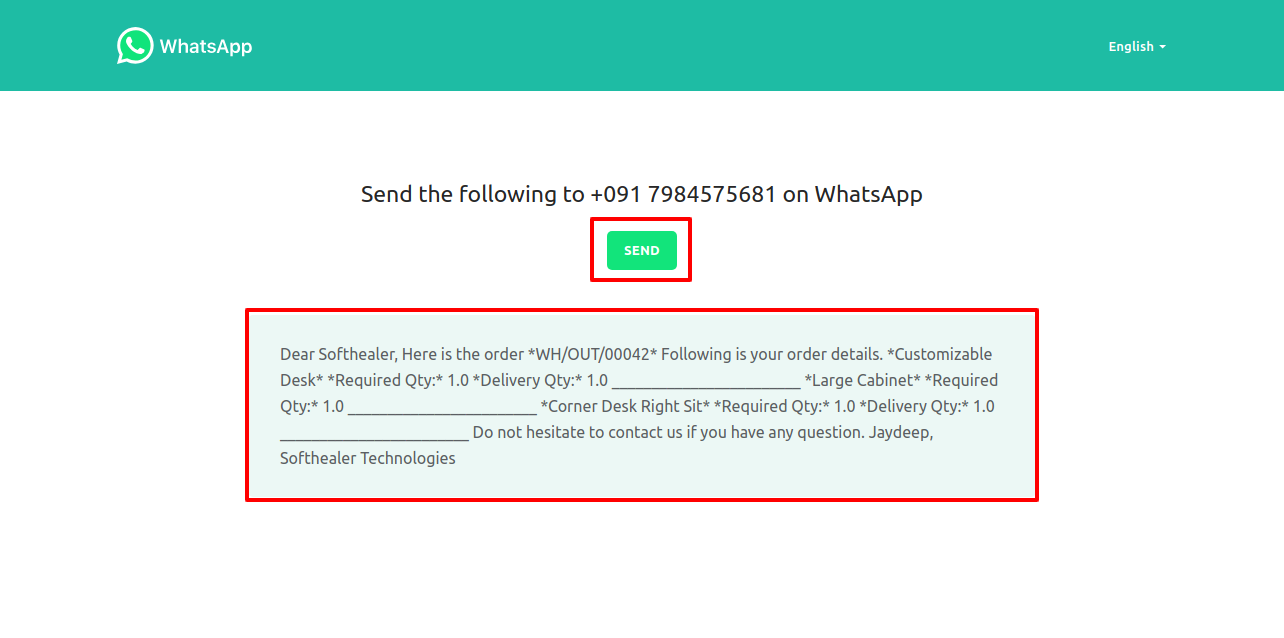 WhatsApp
English
Send the following to +091 7984575681 on WhatsApp
SEND
Dear Softhealer, Here is the order *WH/OUT/00042* Following is your order details. *Customizable
Desk* *Required Qty:* 1.0 *Delivery Qty:* 1.0 _________________________ *Large Cabinet* *Required
Qty:* 1.0 _________________________ *Corner Desk Right Sit* *Required Qty:* 1.0 *Delivery Qty:* 1.0
_________________________ Do not hesitate to contact us if you have any question. Jaydeep,
Softhealer Technologies